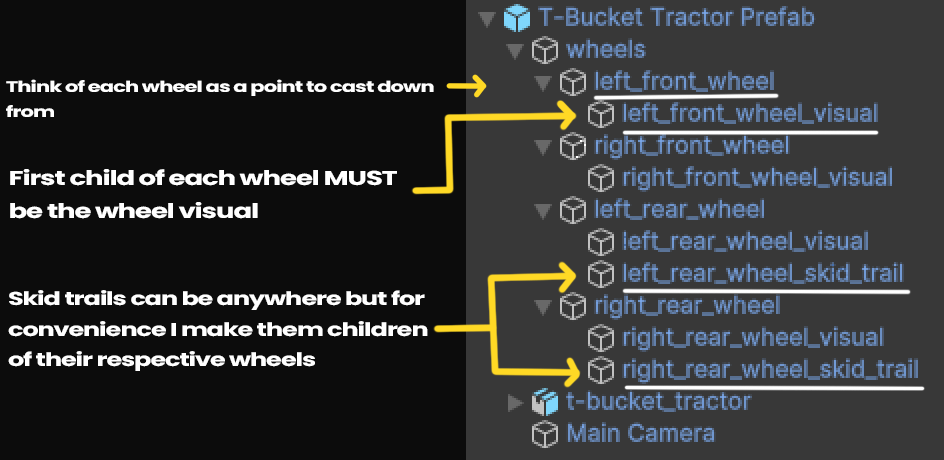 Think of each wheel as a point to cast down
from
First child of each wheel MUST
be the wheel visual
Skid trails can be anywhere but for
convenience I make them children
of their respective wheels
T-Bucket Tractor Prefab
wheels
left_front_wheel
left_front_wheel_visual
right_front_wheel
right_front_wheel_visual
left_rear_wheel
left_rear_wheel_visual
left_rear_wheel_skid_trail
right_rear_wheel
right_rear_wheel_visual
right_rear_wheel_skid_trail
t-bucket_tractor
Main Camera